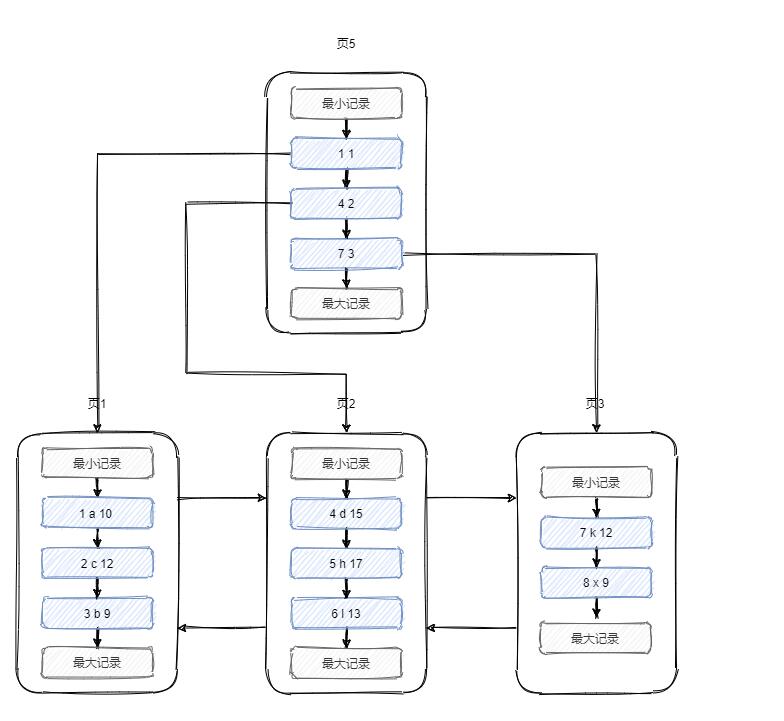 页5
最小记录
1 1
4 2
7 3
最大记录
页1
最小记录
1 a 10
2 c 12
3 b 9
最大记录
页2
最小记录
4 d 15
5 h 17
6 l 13
最大记录
页3
最小记录
7 k 12
8 x 9
最大记录